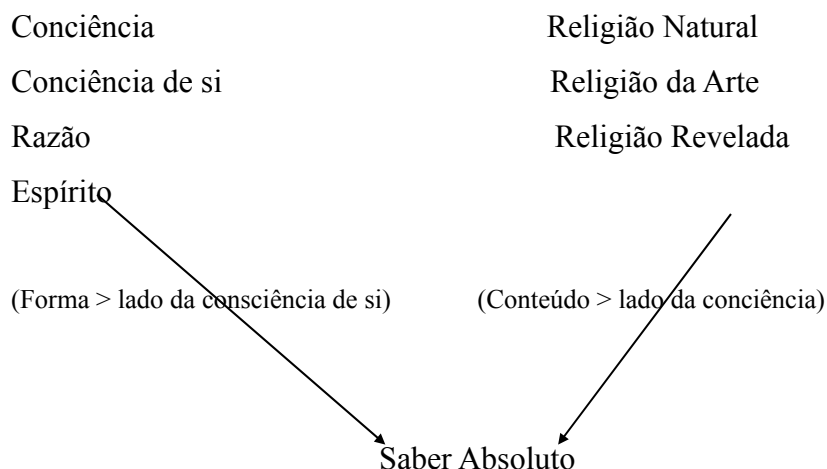 Conciência Religião Natural
Conciência de si Religião da Arte
Razão Religião Revelada
Espírito
(Forma > lado da consciência de si) (Conteúdo > lado da conciência)
Saber Absoluto